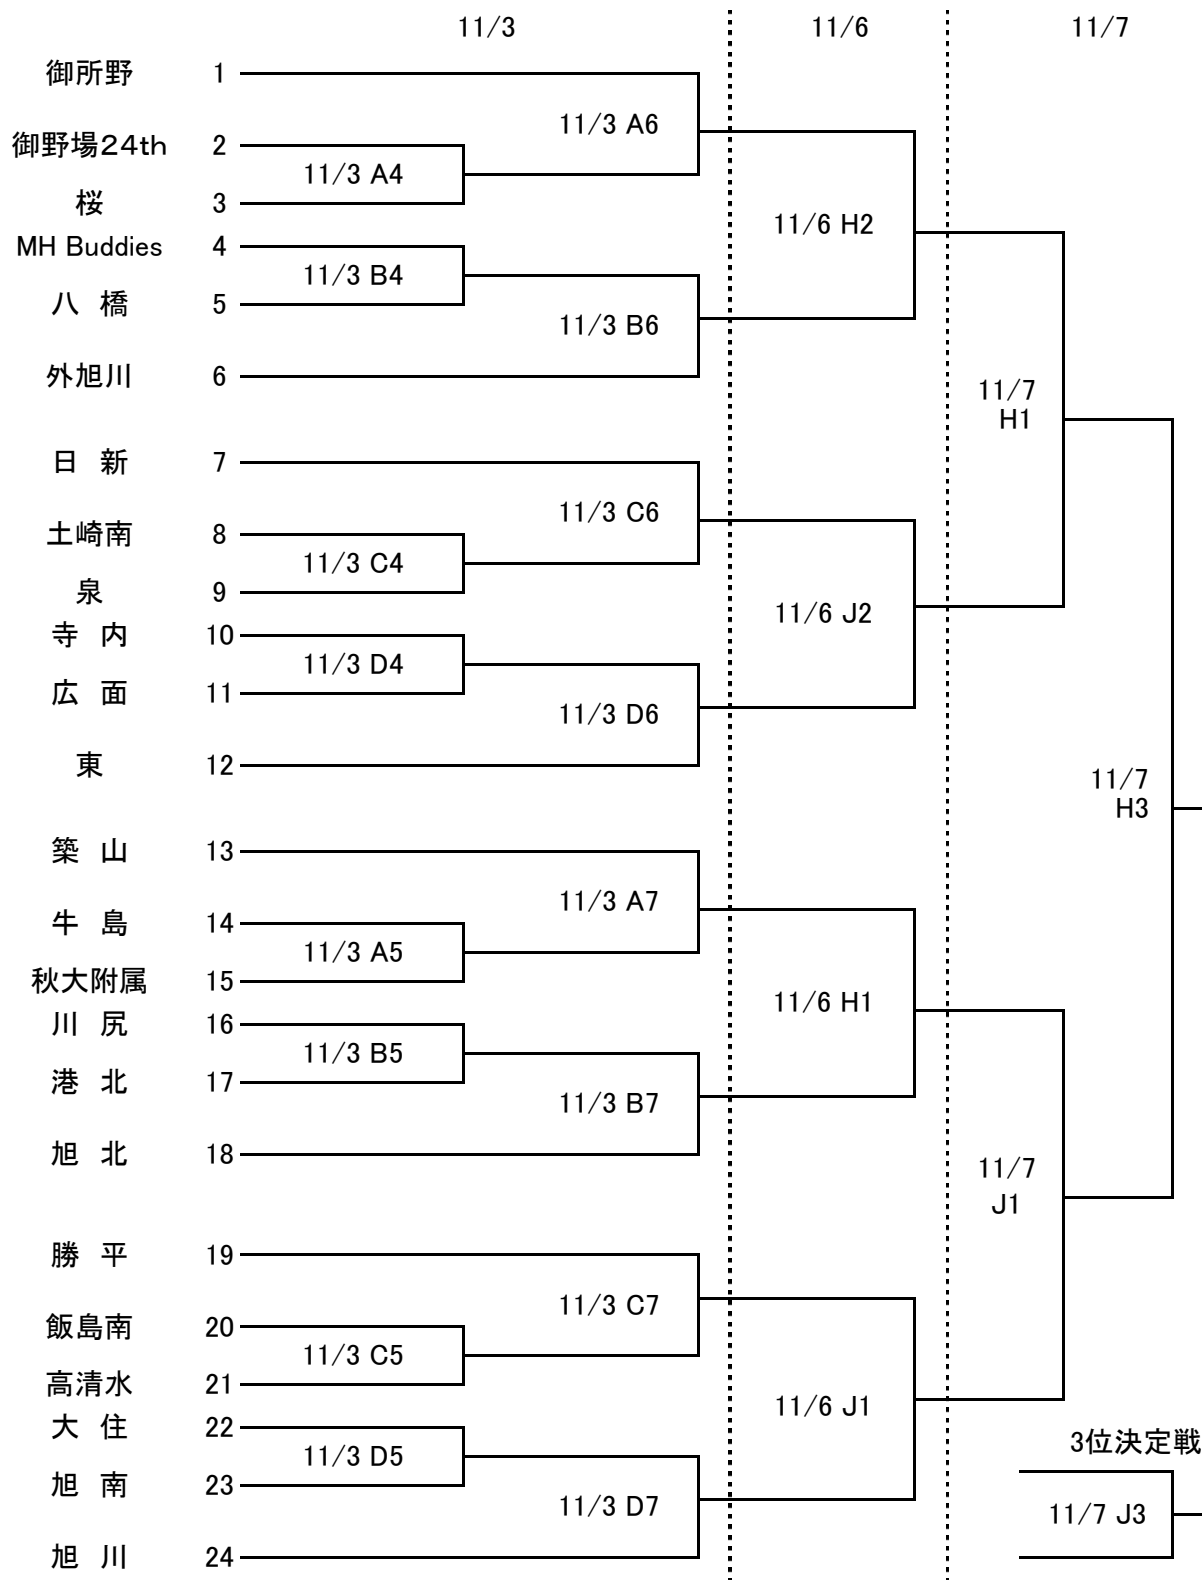 11/3 11/6 11/7
御所野 1
11/3 A6
御野場24th 2
11/3 A4
桜 3
11/6 H2
MH Buddies 4
11/3 B4
八 橋 5
11/3 B6
外旭川 6
11/7
H1
日 新 7
11/3 C6
土崎南 8
11/3 C4
泉 9
11/6 J2
寺 内 10
11/3 D4
広 面 11
11/3 D6
東 12
11/7
H3
築 山 13
11/3 A7
牛 島 14
11/3 A5
秋大附属 15
11/6 H1
川 尻 16
11/3 B5
港 北 17
11/3 B7
旭 北 18
11/7
J1
勝 平 19
11/3 C7
飯島南 20
11/3 C5
高清水 21
11/6 J1
大 住 22
3位決定戦
11/3 D5
旭 南 23
11/3 D7
11/7 J3
旭 川 24